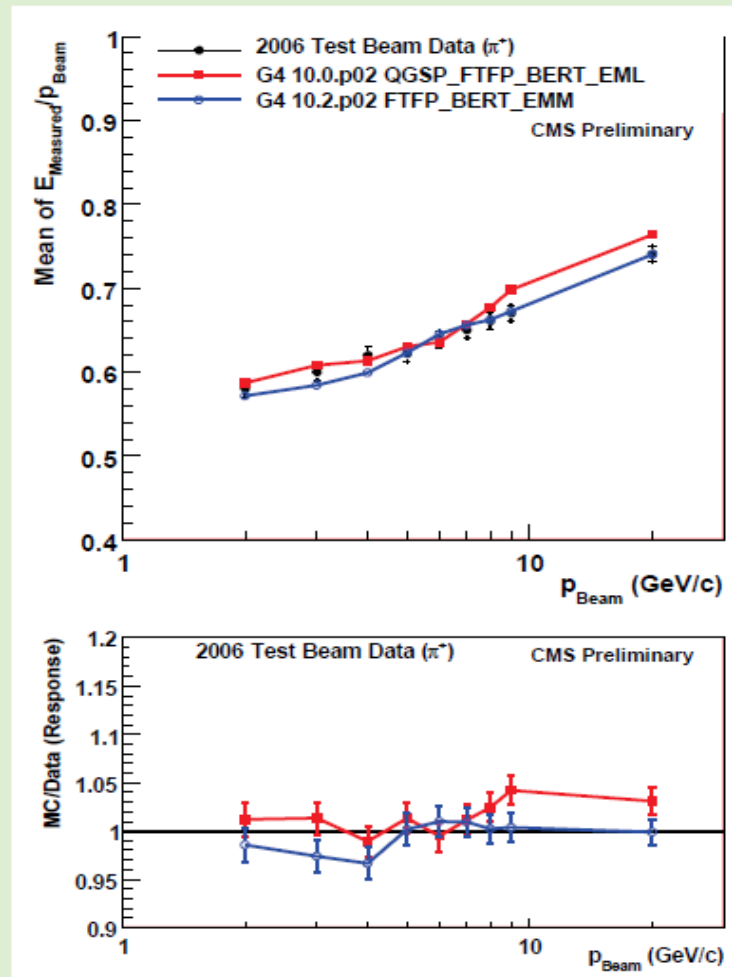 1
2006 Test Beam Data (π⁺)
G4 10.0.p02 QGSP_FTFP_BERT_EML
G4 10.2.p02 FTFP_BERT_EMM
CMS Preliminary
0.9
0.8
0.7
0.6
0.5
0.4
Mean of E_Measured/p_Beam
1 10
p_Beam (GeV/c)
1.2
2006 Test Beam Data (π⁺) CMS Preliminary
1.15
1.1
1.05
1
0.95
0.9
MC/Data (Response)
1 10
p_Beam (GeV/c)